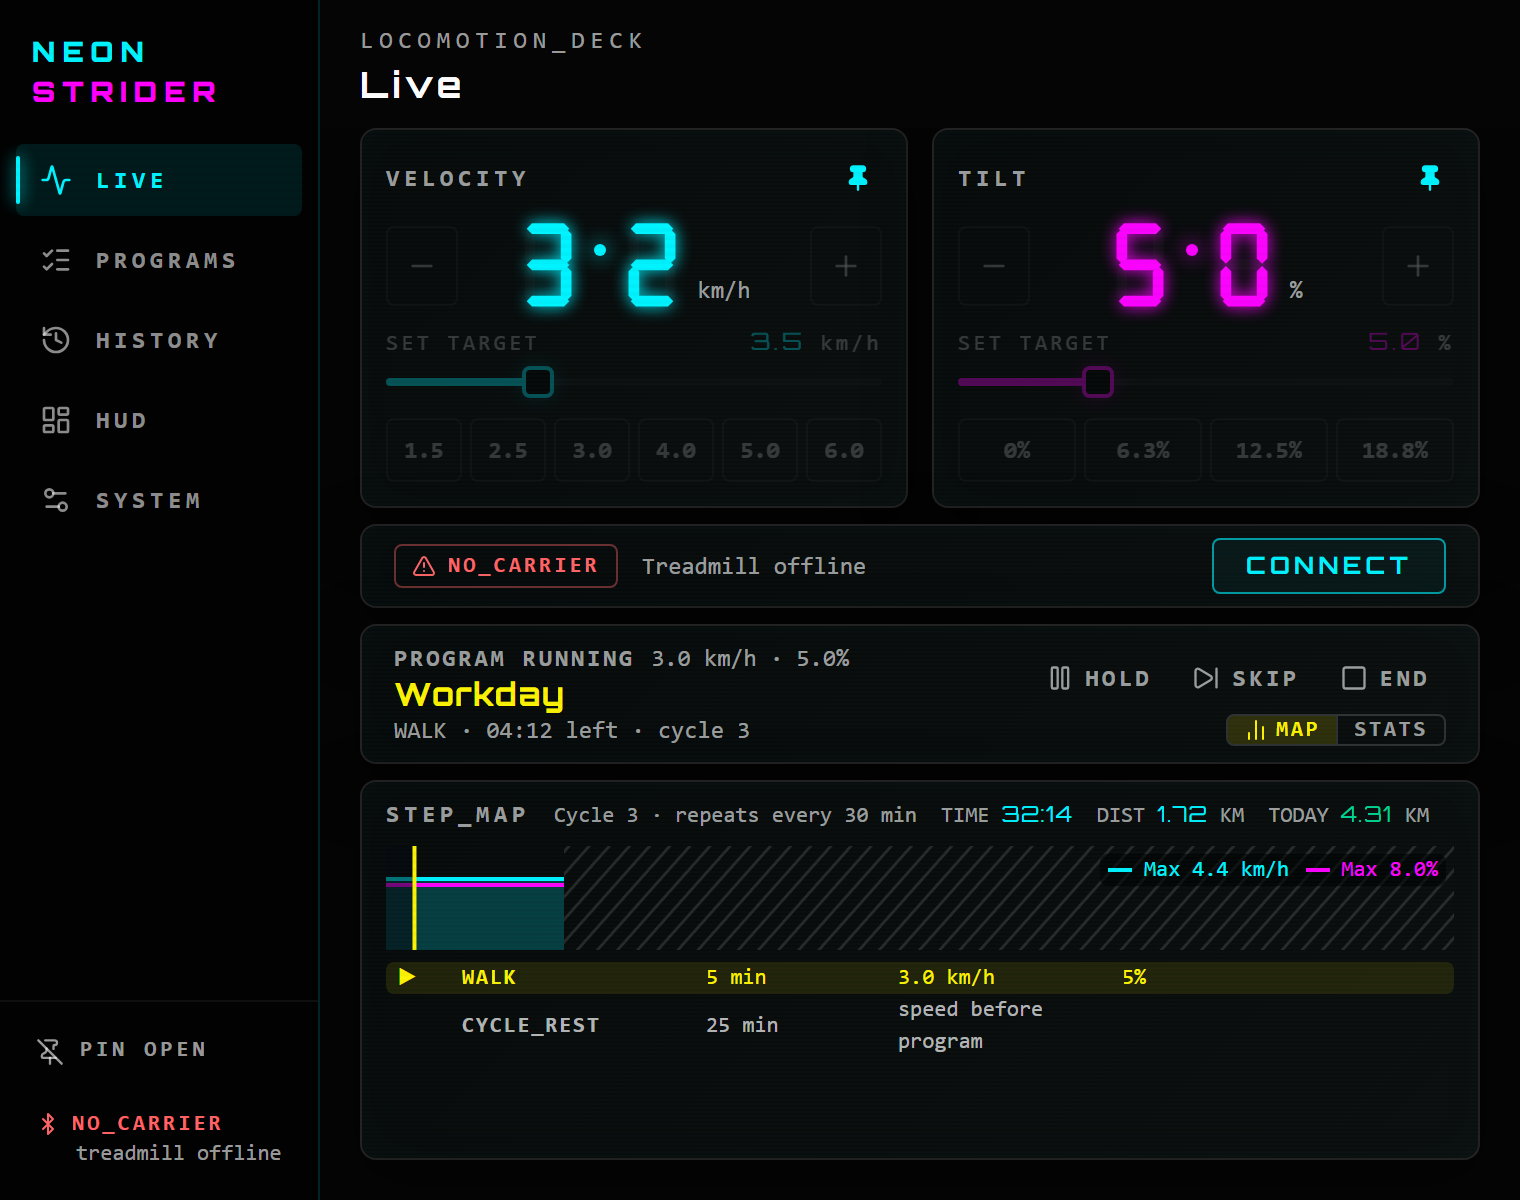 NEON
STRIDER
LIVE
PROGRAMS
HISTORY
HUD
SYSTEM
PIN OPEN
NO_CARRIER
treadmill offline
LOCOMOTION_DECK
Live
VELOCITY
− 3.2 km/h +
SET TARGET 3.5 km/h
1.5 2.5 3.0 4.0 5.0 6.0
TILT
− 5.0 % +
SET TARGET 5.0 %
0% 6.3% 12.5% 18.8%
NO_CARRIER Treadmill offline CONNECT
PROGRAM RUNNING 3.0 km/h · 5.0%
Workday
WALK · 04:12 left · cycle 3
HOLD SKIP END
MAP STATS
STEP_MAP Cycle 3 · repeats every 30 min TIME 32:14 DIST 1.72 KM TODAY 4.31 KM
Max 4.4 km/h Max 8.0%
WALK 5 min 3.0 km/h 5%
CYCLE_REST 25 min speed before
program